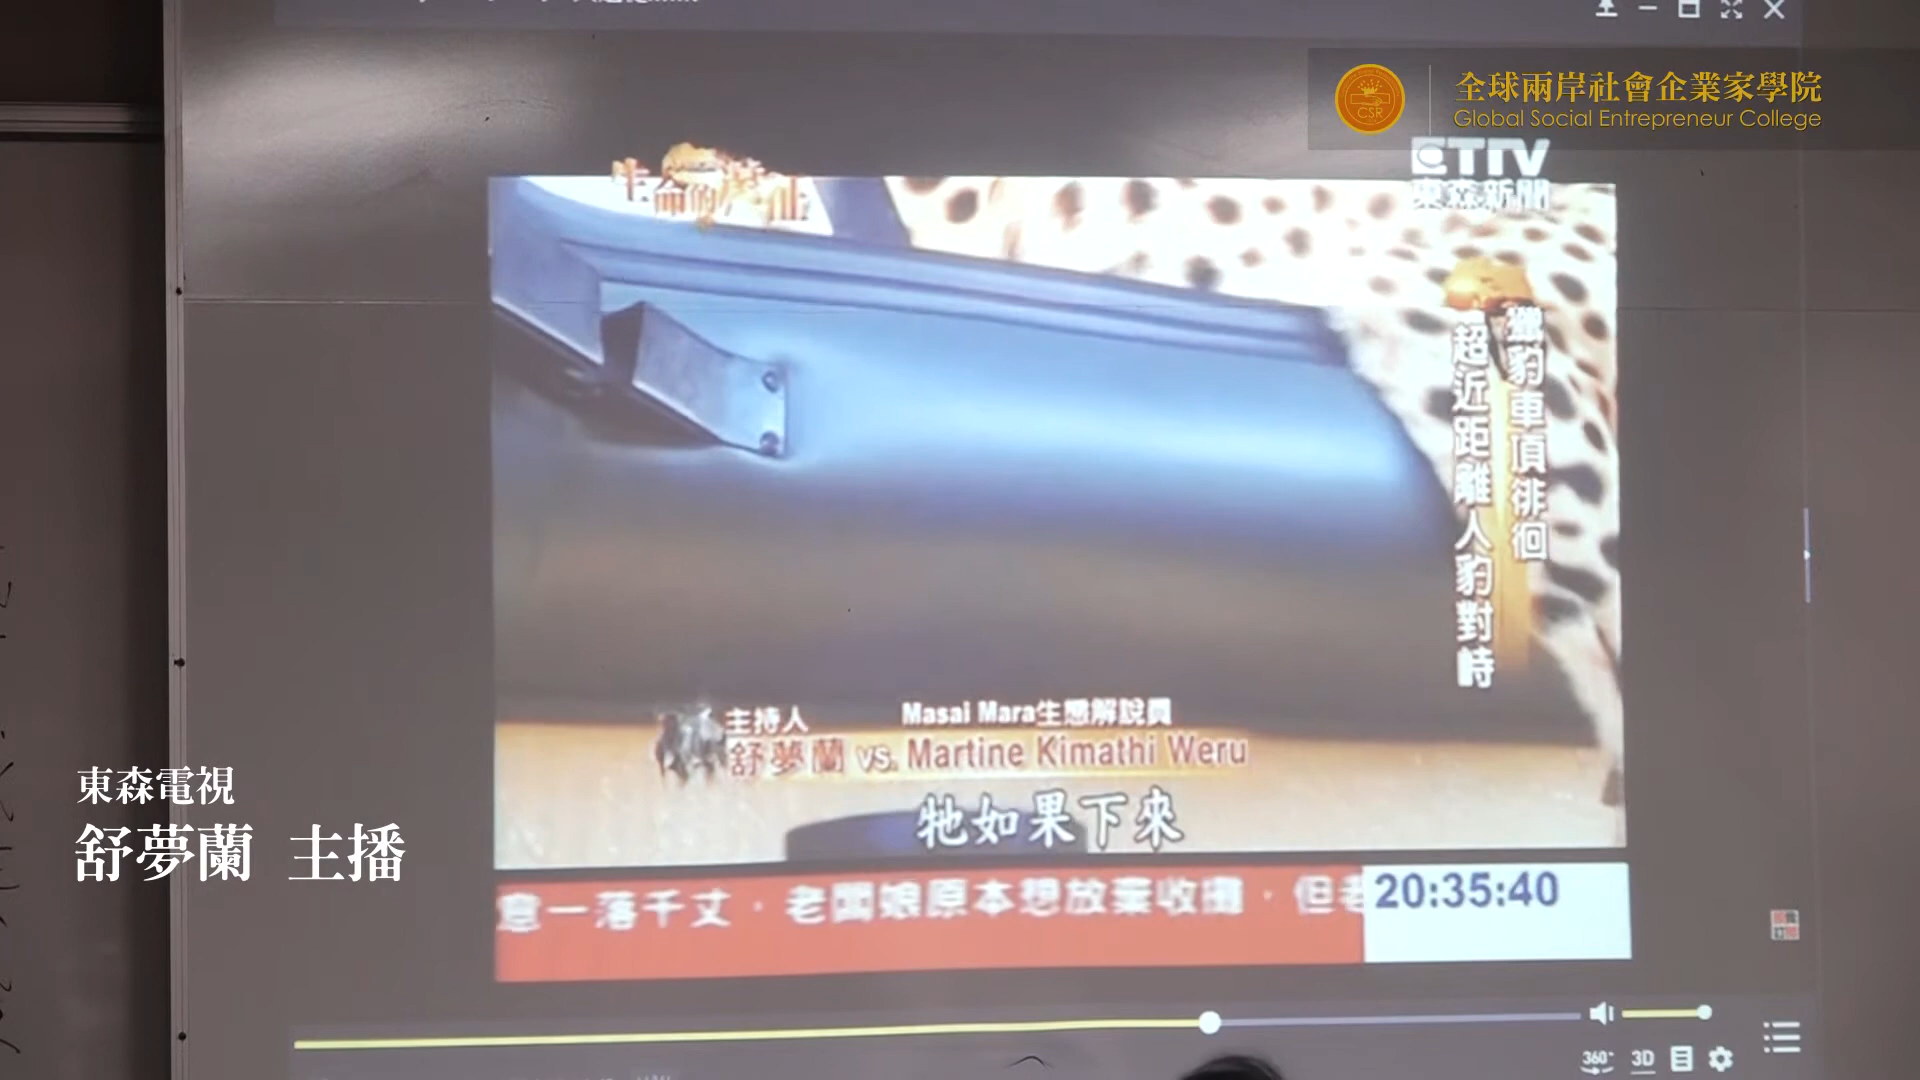 全球兩岸社會企業家學院
Global Social Entrepreneur College
CSR
ETTV
東森新聞
生命的
獵豹車頂徘徊
超近距離人豹對峙
主持人 Masai Mara生態解說員
舒夢蘭 vs. Martine Kimathi Weru
牠如果下來
意一落千丈，老闆娘原本想放棄收攤，但老
20:35:40
東森電視
舒夢蘭 主播
360°
3D